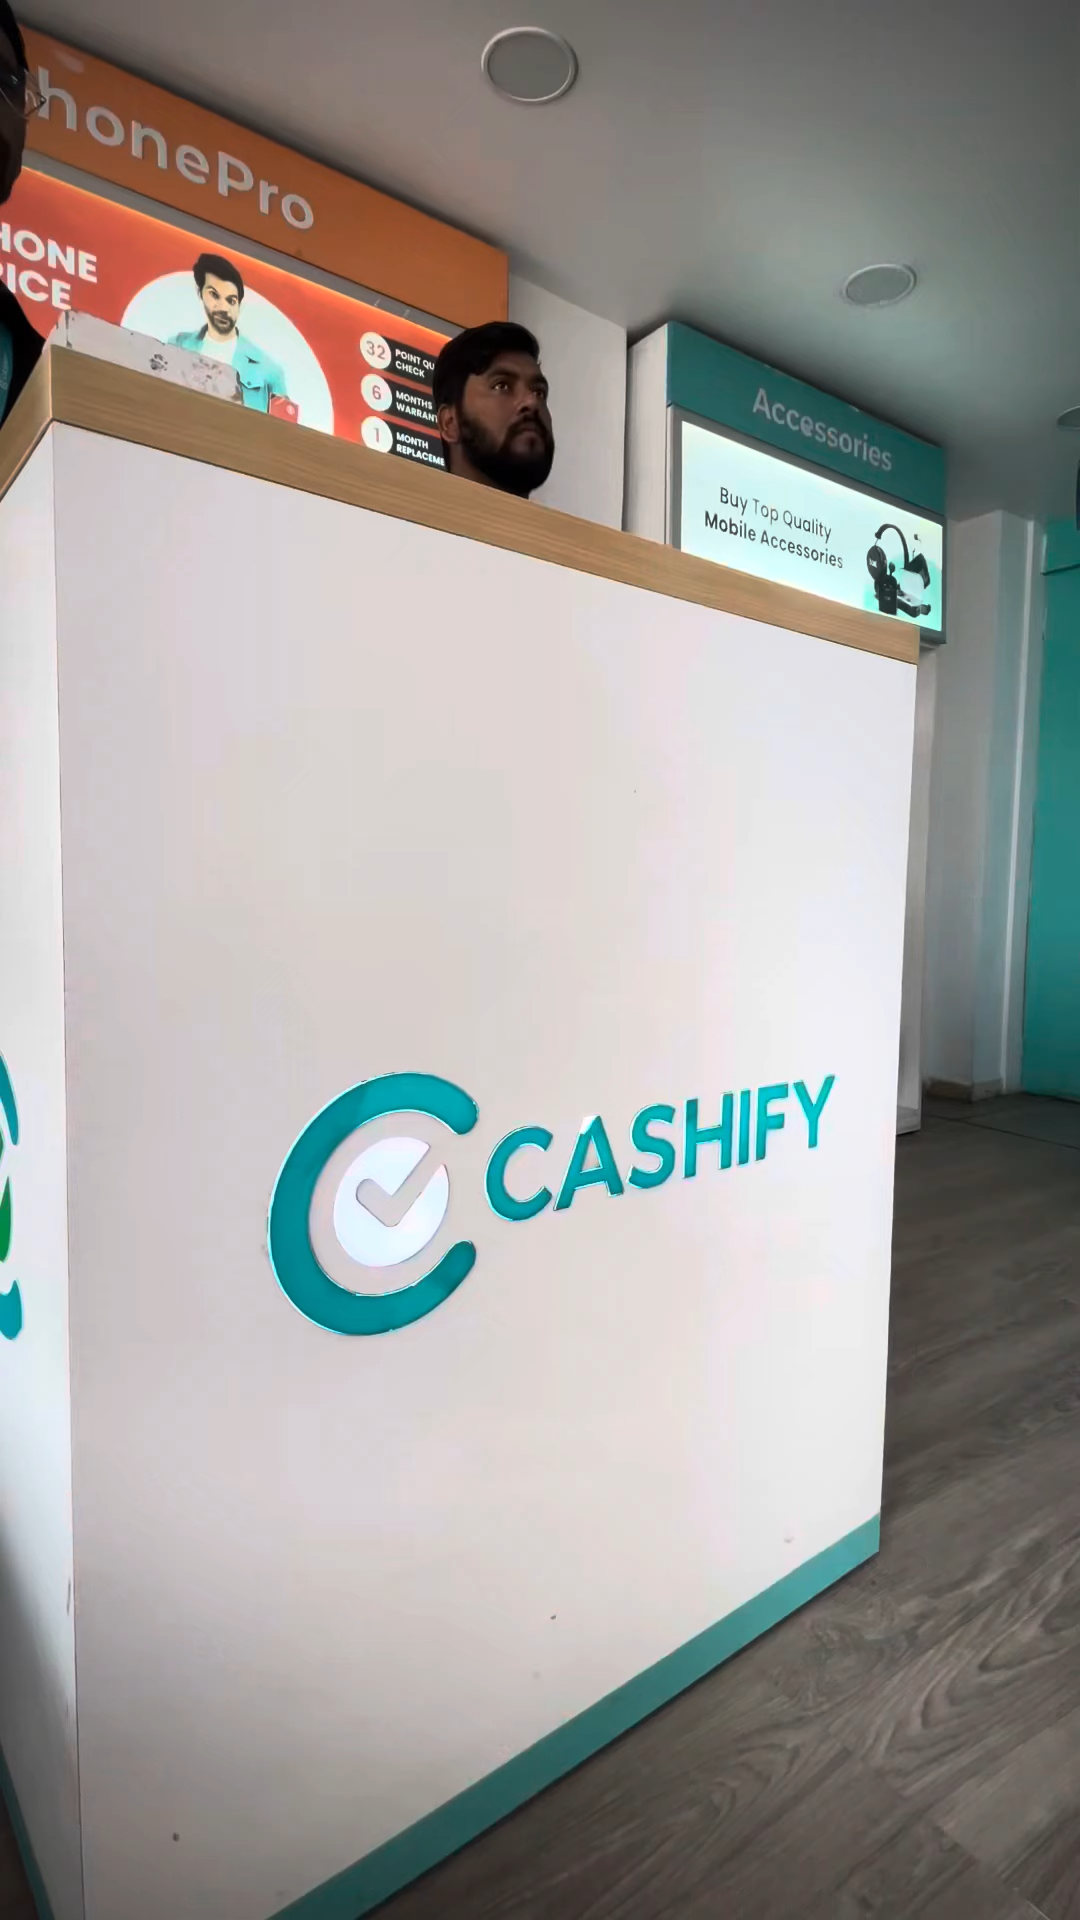 honePro
HONE
ICE
32
POINT QU
CHECK
6
MONTHS
WARRANT
1
MONTH
REPLACEME
Accessories
Buy Top Quality
Mobile Accessories
CASHIFY